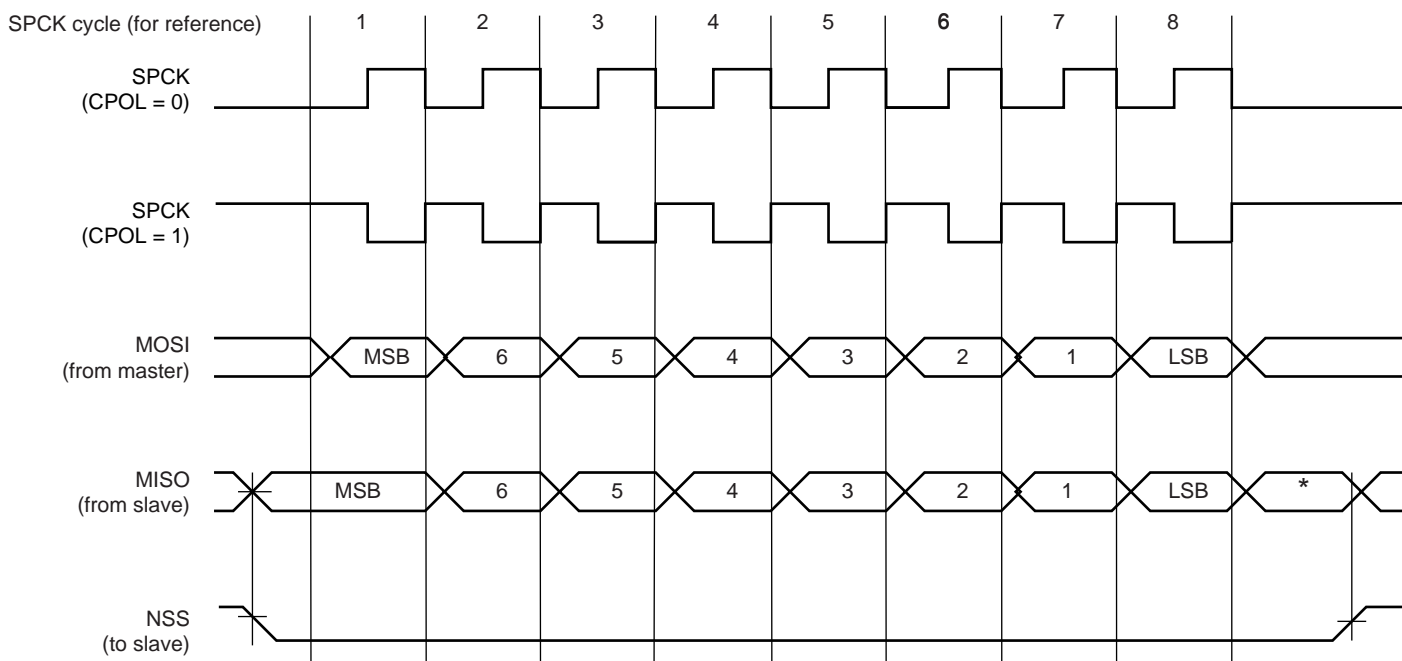 SPCK cycle (for reference) 1 2 3 4 5 6 7 8
SPCK
(CPOL = 0)
SPCK
(CPOL = 1)
MOSI
(from master)
MSB 6 5 4 3 2 1 LSB
MISO
(from slave)
MSB 6 5 4 3 2 1 LSB *
NSS
(to slave)